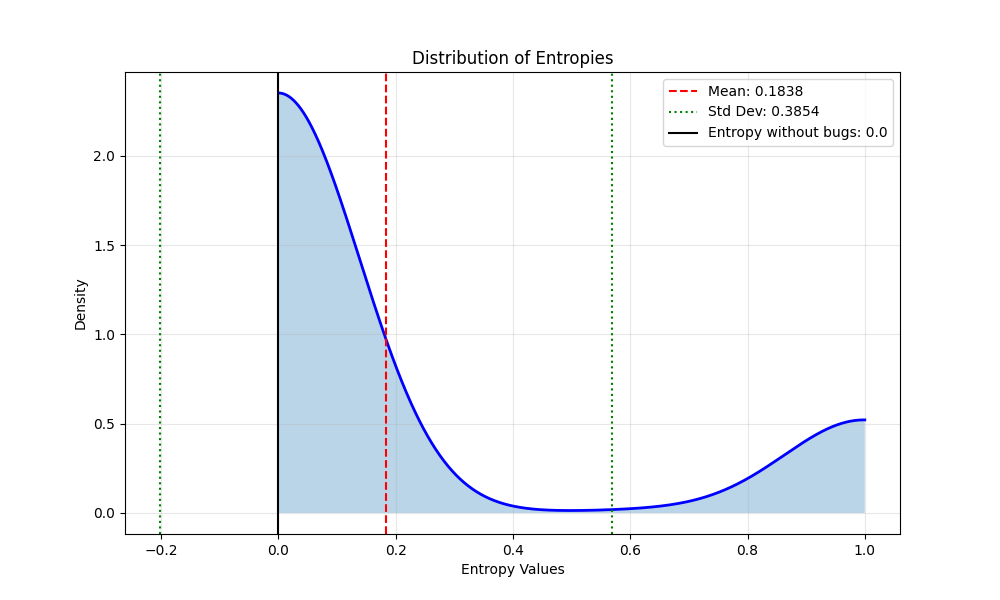 Distribution of Entropies
Mean: 0.1838
Std Dev: 0.3854
Entropy without bugs: 0.0
Density
2.0
1.5
1.0
0.5
0.0
−0.2
0.0
0.2
0.4
0.6
0.8
1.0
Entropy Values